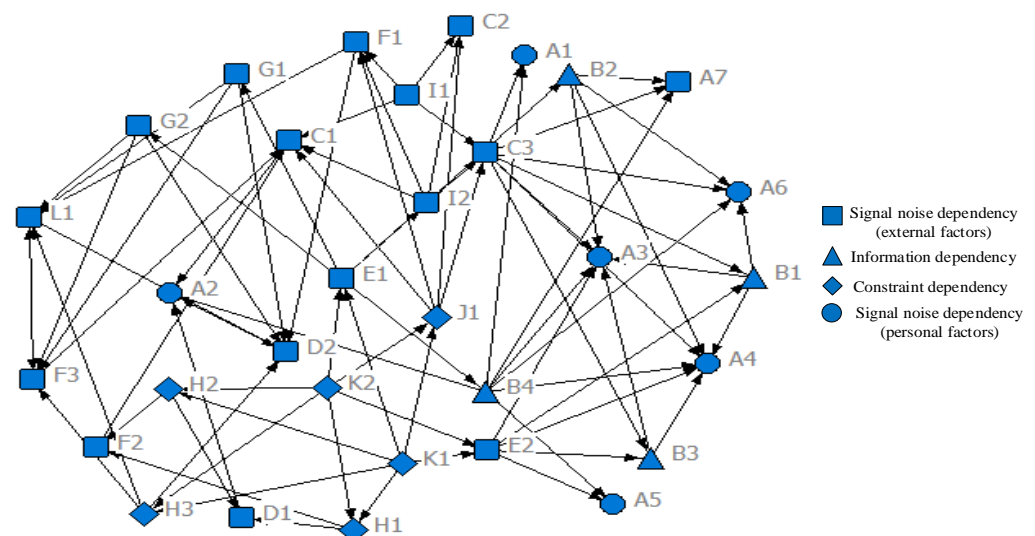 C2
F1
A1
B2
G1
A7
I1
G2
C1
C3
A6
I2
L1
Signal noise dependency
(external factors)
A3
Information dependency
E1
B1
A2
Constraint dependency
J1
Signal noise dependency
(personal factors)
D2
A4
F3
H2
K2
B4
F2
E2
K1
B3
A5
H3
D1
H1